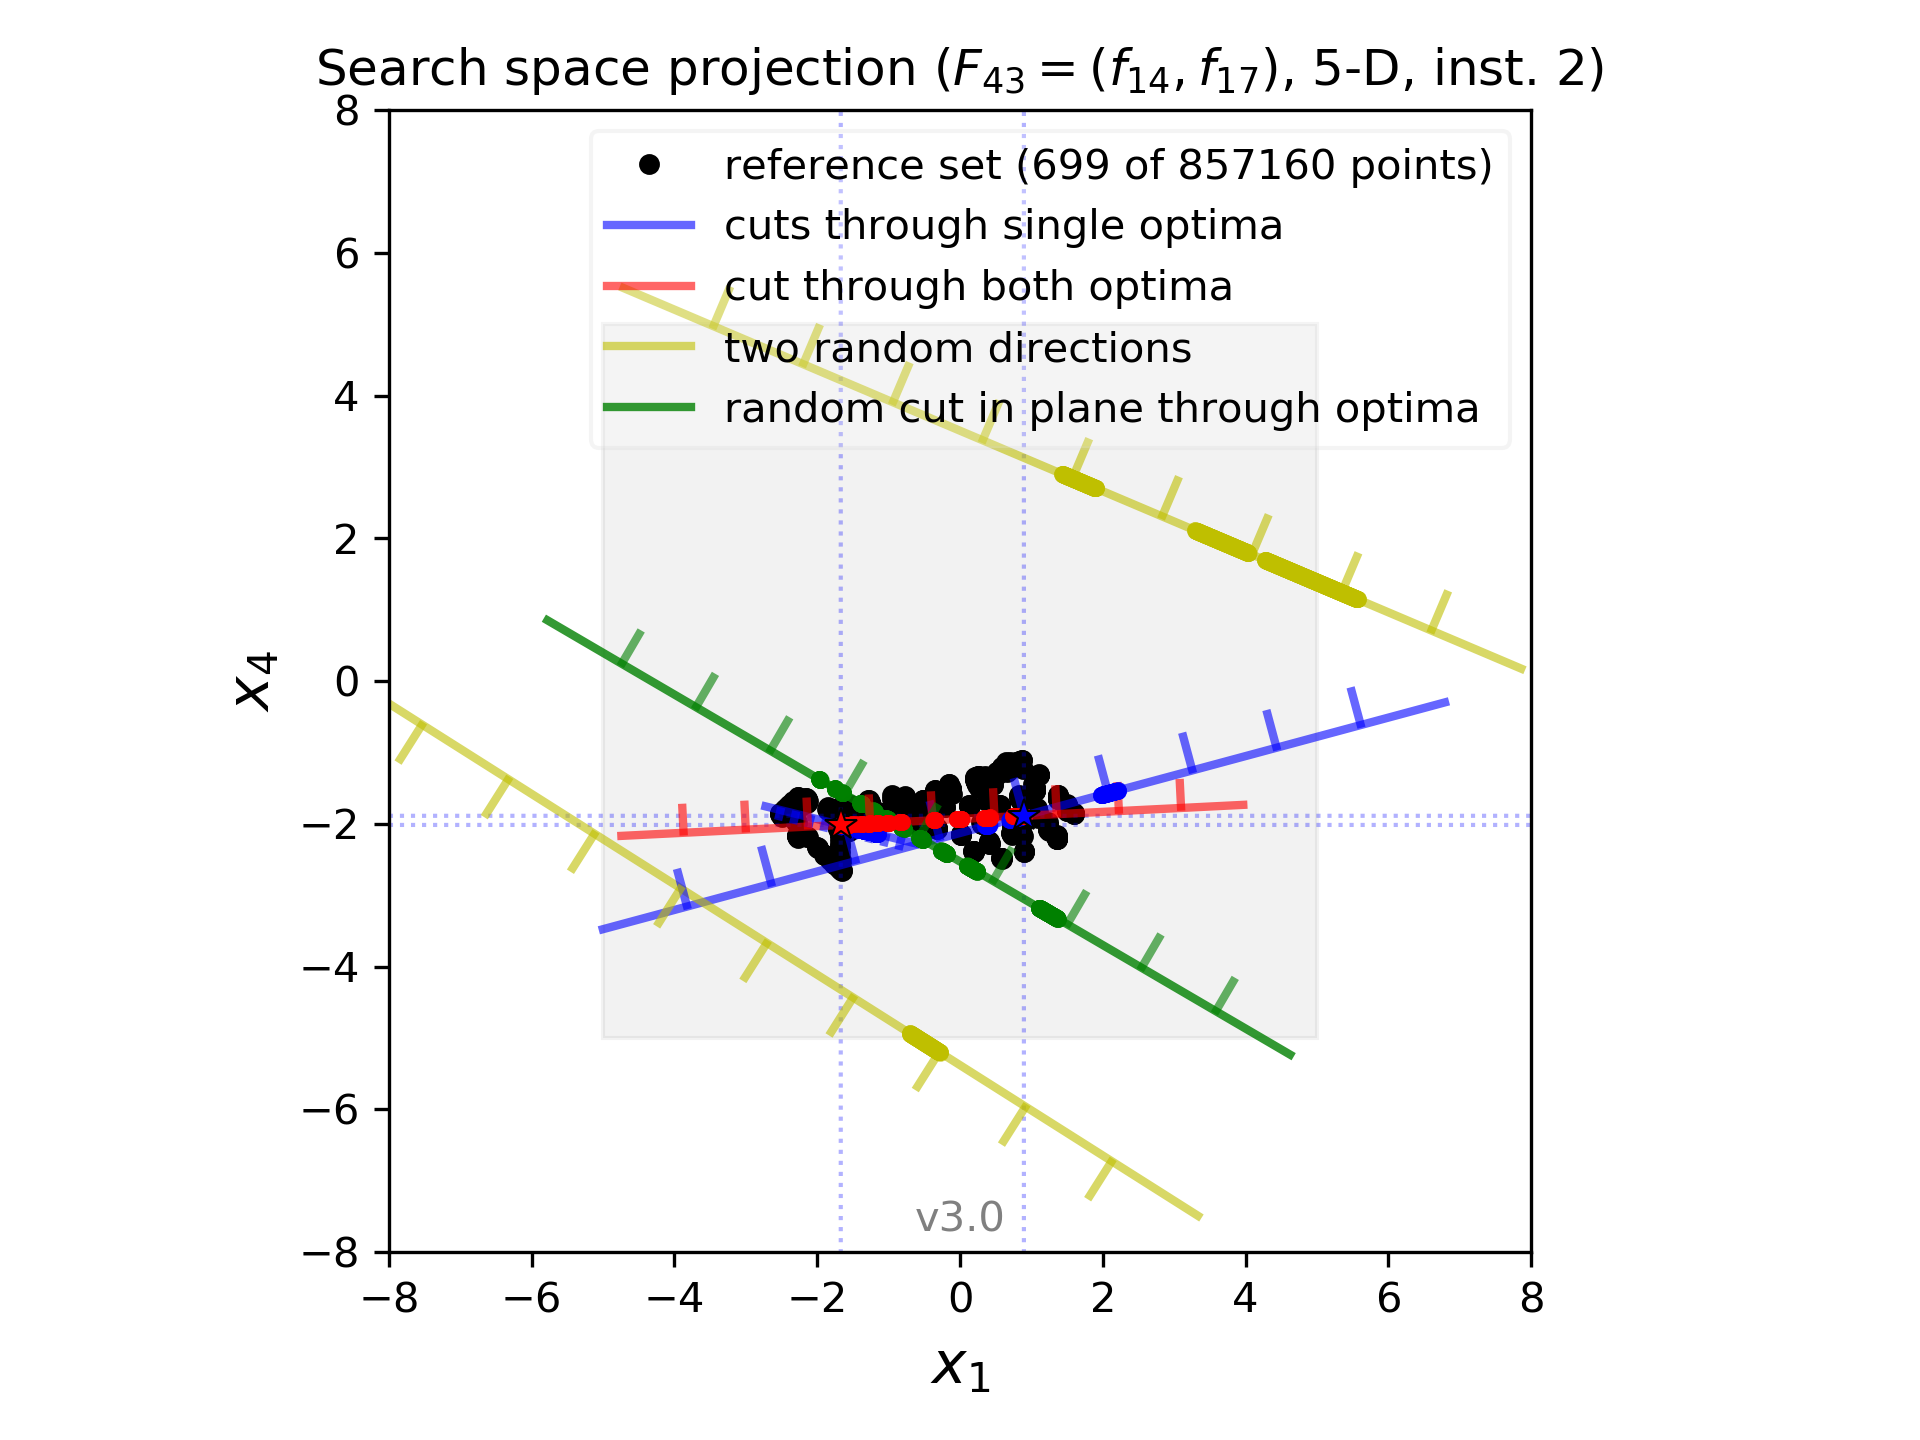 Search space projection (F43 = (f14, f17), 5-D, inst. 2)
8
reference set (699 of 857160 points)
cuts through single optima
6
cut through both optima
two random directions
4
random cut in plane through optima
2
x4
0
−2
−4
−6
v3.0
−8
−8 −6 −4 −2 0 2 4 6 8
x1